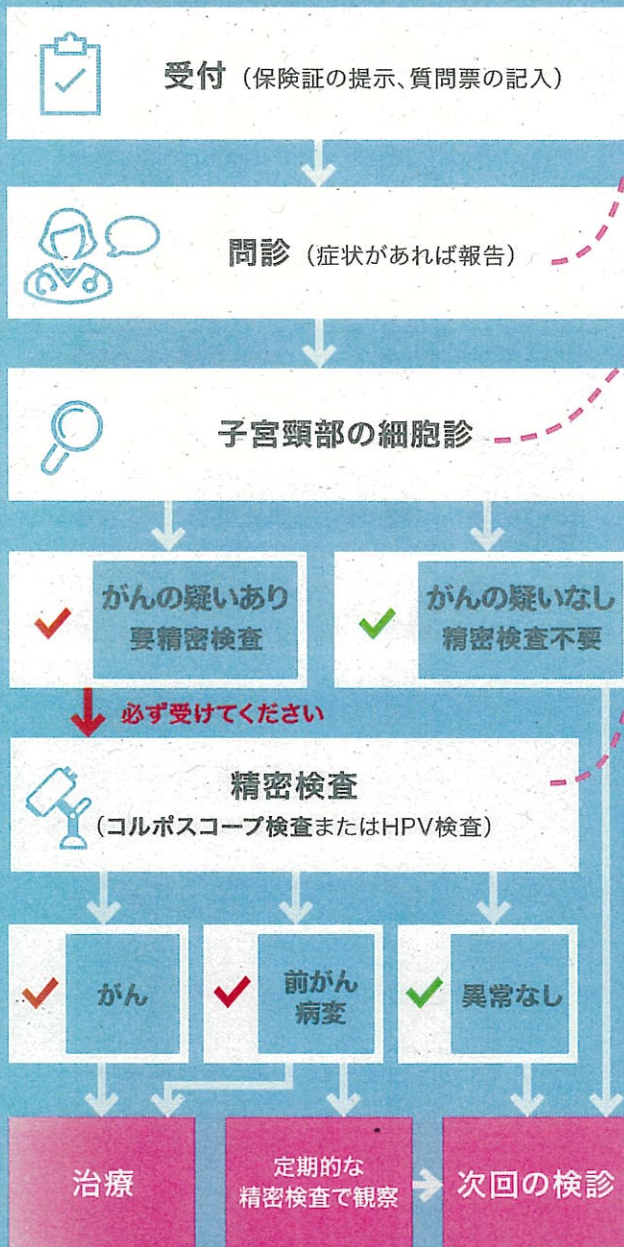 受付（保険証の提示、質問票の記入）
問診（症状があれば報告）
子宮頸部の細胞診
がんの疑いあり
要精密検査
がんの疑いなし
精密検査不要
必ず受けてください
精密検査
（コルポスコープ検査またはHPV検査）
がん
前がん
病変
異常なし
治療
定期的な
精密検査で観察
次回の検診